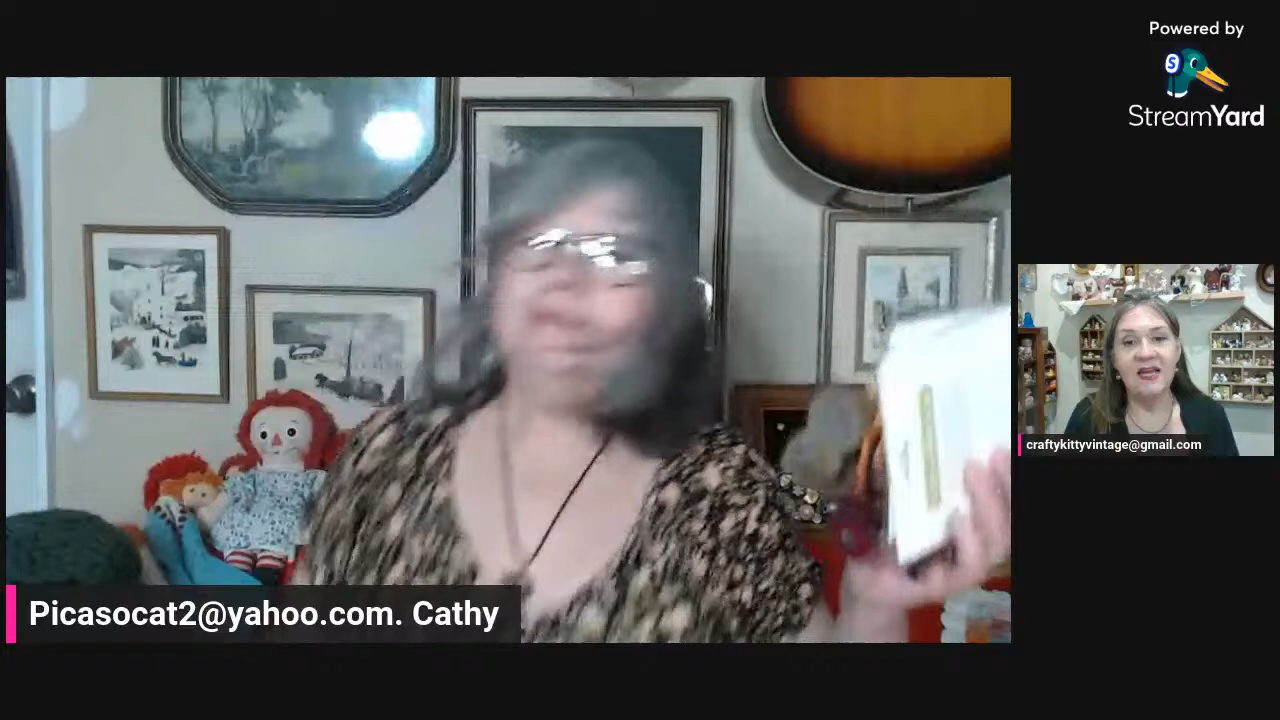 Powered by
S
StreamYard
craftykittyvintage@gmail.com
Picasocat2@yahoo.com. Cathy